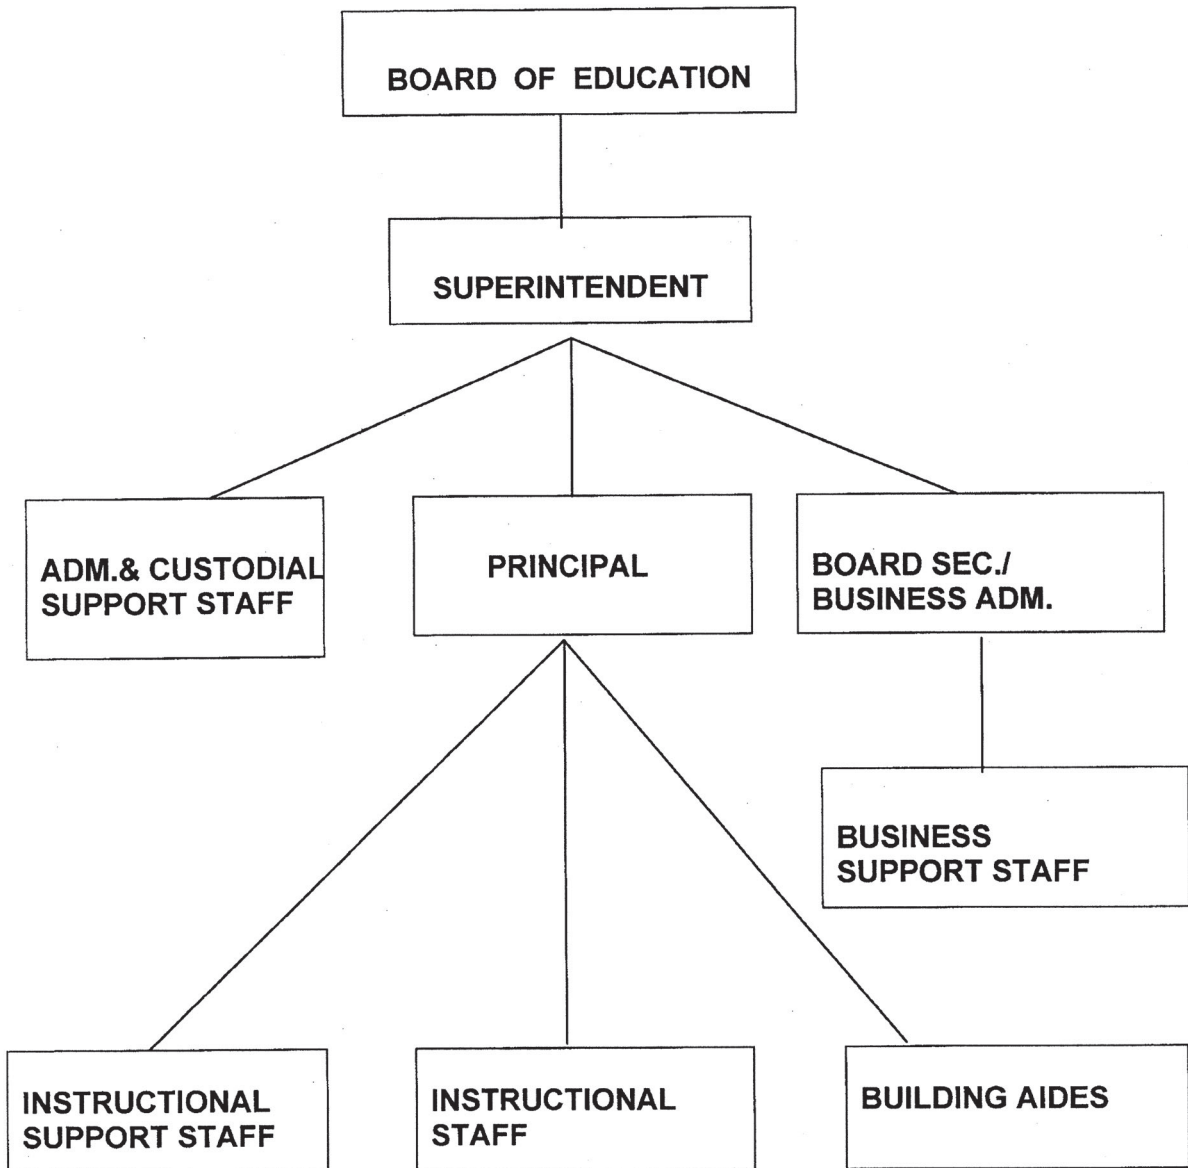 BOARD OF EDUCATION
SUPERINTENDENT
ADM.& CUSTODIAL
SUPPORT STAFF
PRINCIPAL
BOARD SEC./
BUSINESS ADM.
BUSINESS
SUPPORT STAFF
INSTRUCTIONAL
SUPPORT STAFF
INSTRUCTIONAL
STAFF
BUILDING AIDES